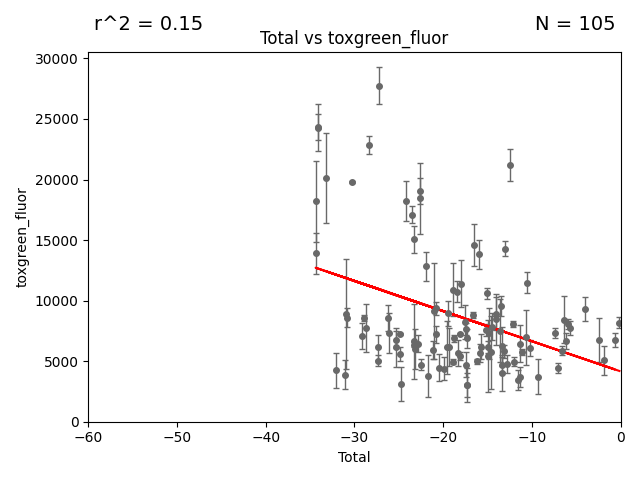 r^2 = 0.15 N = 105
Total vs toxgreen_fluor
30000
25000
20000
15000
10000
5000
0
toxgreen_fluor
−60 −50 −40 −30 −20 −10 0
Total